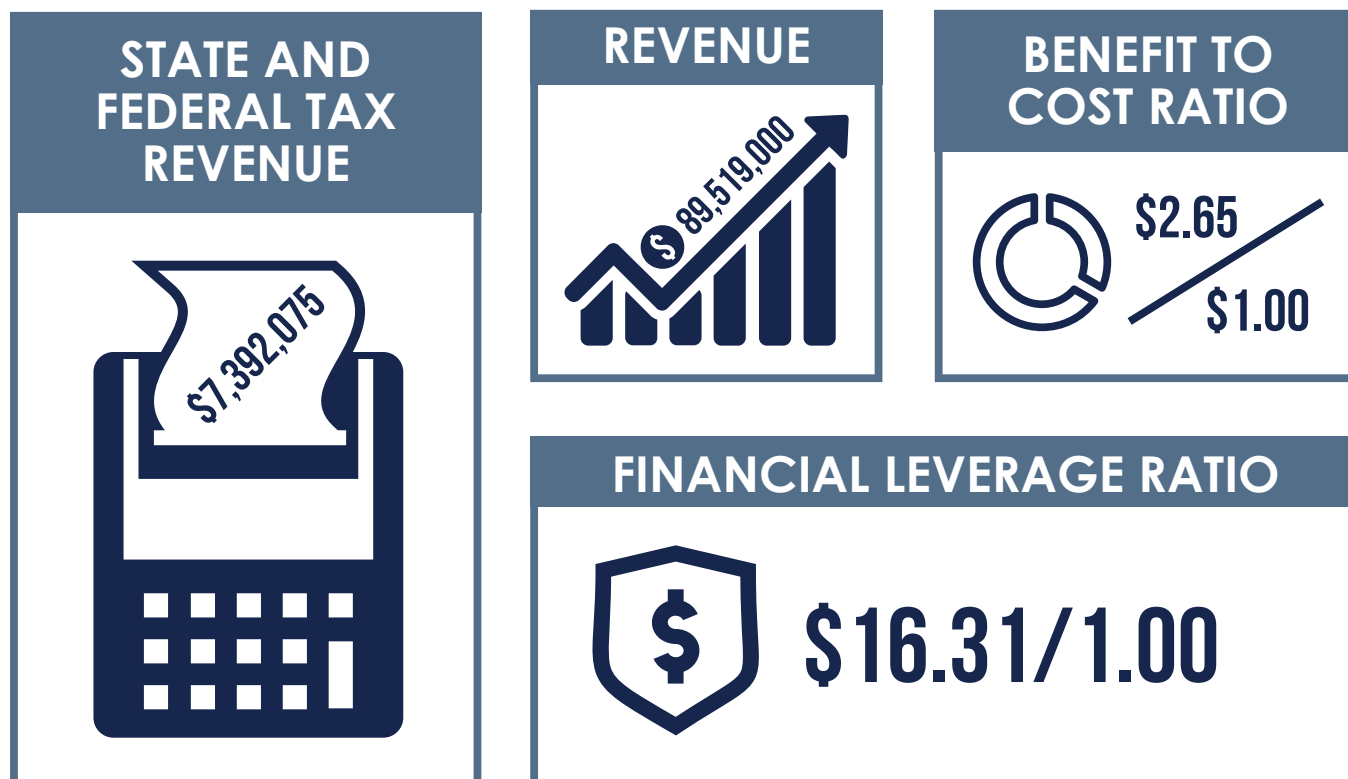 STATE AND
FEDERAL TAX
REVENUE
$7,392,075
REVENUE
$ 89,519,000
BENEFIT TO
COST RATIO
$2.65
$1.00
FINANCIAL LEVERAGE RATIO
$
$16.31/1.00